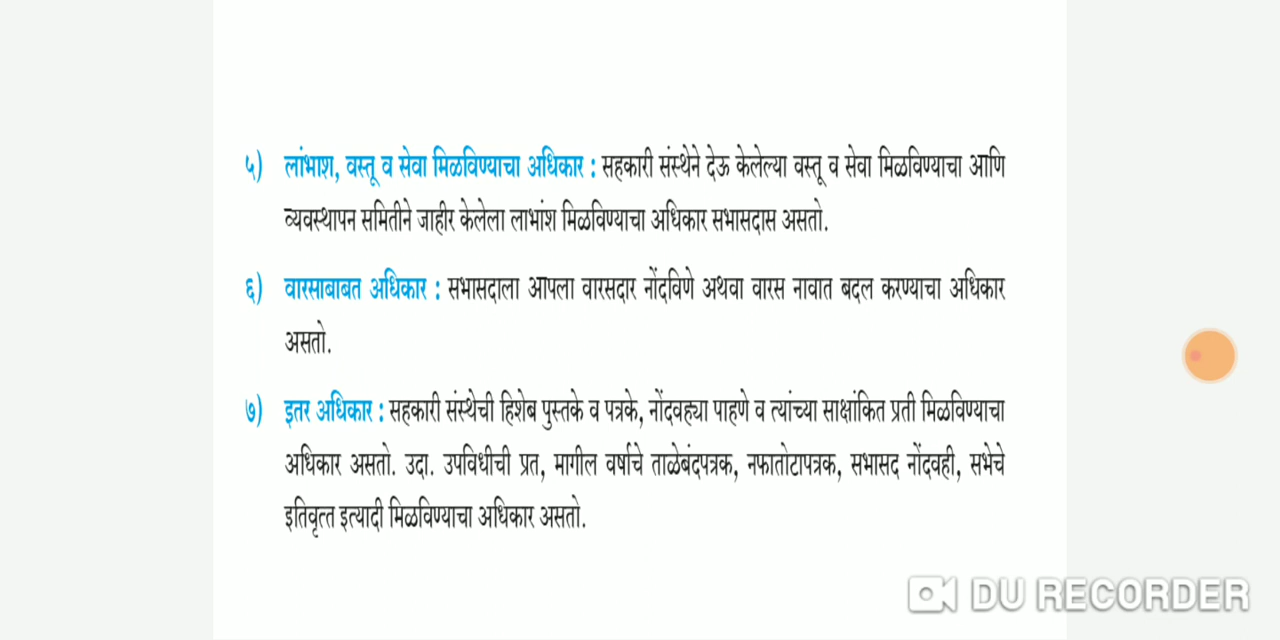 ५) लांभाश, वस्तू व सेवा मिळविण्याचा अधिकार : सहकारी संस्थेने देऊ केलेल्या वस्तू व सेवा मिळविण्याचा आणि
व्यवस्थापन समितीने जाहीर केलेला लाभांश मिळविण्याचा अधिकार सभासदास असतो.
६) वारसाबाबत अधिकार : सभासदाला आपला वारसदार नोंदविणे अथवा वारस नावात बदल करण्याचा अधिकार
असतो.
७) इतर अधिकार : सहकारी संस्थेची हिशेब पुस्तके व पत्रके, नोंदवह्या पाहणे व त्यांच्या साक्षांकित प्रती मिळविण्याचा
अधिकार असतो. उदा. उपविधीची प्रत, मागील वर्षाचे ताळेबंदपत्रक, नफातोटापत्रक, सभासद नोंदवही, सभेचे
इतिवृत्त इत्यादी मिळविण्याचा अधिकार असतो.
DU RECORDER